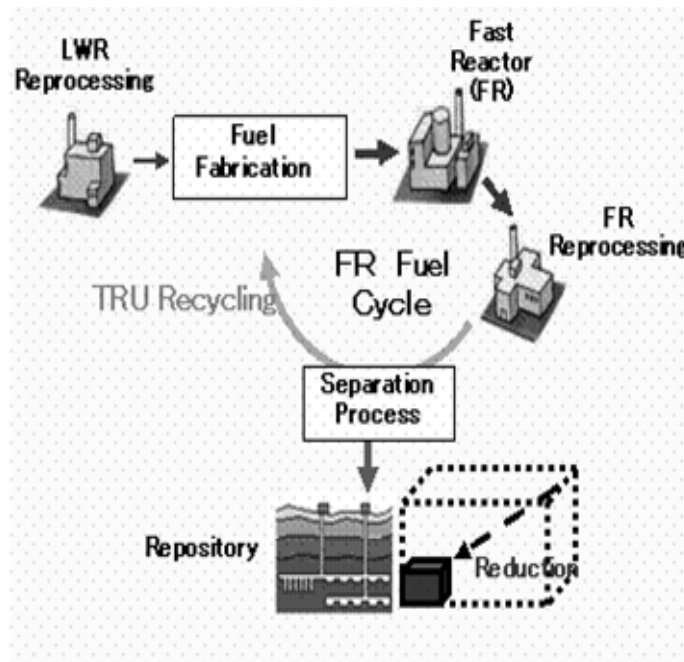 LWR
Reprocessing
Fuel
Fabrication
Fast
Reactor
(FR)
FR
Reprocessing
FR Fuel
Cycle
TRU Recycling
Separation
Process
Repository
Reduction